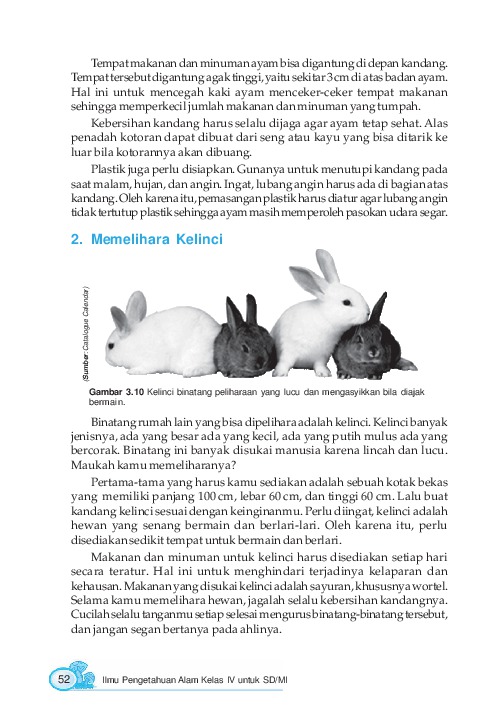 Tempat makanan dan minuman ayam bisa digantung di depan kandang.
Tempat tersebut digantung agak tinggi, yaitu sekitar 3 cm di atas badan ayam.
Hal ini untuk mencegah kaki ayam menceker-ceker tempat makanan
sehingga memperkecil jumlah makanan dan minuman yang tumpah.
Kebersihan kandang harus selalu dijaga agar ayam tetap sehat. Alas
penadah kotoran dapat dibuat dari seng atau kayu yang bisa ditarik ke
luar bila kotorannya akan dibuang.
Plastik juga perlu disiapkan. Gunanya untuk menutupi kandang pada
saat malam, hujan, dan angin. Ingat, lubang angin harus ada di bagian atas
kandang. Oleh karena itu, pemasangan plastik harus diatur agar lubang angin
tidak tertutup plastik sehingga ayam masih memperoleh pasokan udara segar.
2. Memelihara Kelinci
(Sumber: Catalogue Calendar)
Gambar 3.10 Kelinci binatang peliharaan yang lucu dan mengasyikkan bila diajak
bermain.
Binatang rumah lain yang bisa dipelihara adalah kelinci. Kelinci banyak
jenisnya, ada yang besar ada yang kecil, ada yang putih mulus ada yang
bercorak. Binatang ini banyak disukai manusia karena lincah dan lucu.
Maukah kamu memeliharanya?
Pertama-tama yang harus kamu sediakan adalah sebuah kotak bekas
yang memiliki panjang 100 cm, lebar 60 cm, dan tinggi 60 cm. Lalu buat
kandang kelinci sesuai dengan keinginanmu. Perlu diingat, kelinci adalah
hewan yang senang bermain dan berlari-lari. Oleh karena itu, perlu
disediakan sedikit tempat untuk bermain dan berlari.
Makanan dan minuman untuk kelinci harus disediakan setiap hari
secara teratur. Hal ini untuk menghindari terjadinya kelaparan dan
kehausan. Makanan yang disukai kelinci adalah sayuran, khususnya wortel.
Selama kamu memelihara hewan, jagalah selalu kebersihan kandangnya.
Cucilah selalu tanganmu setiap selesai mengurus binatang-binatang tersebut,
dan jangan segan bertanya pada ahlinya.
52 Ilmu Pengetahuan Alam Kelas IV untuk SD/MI